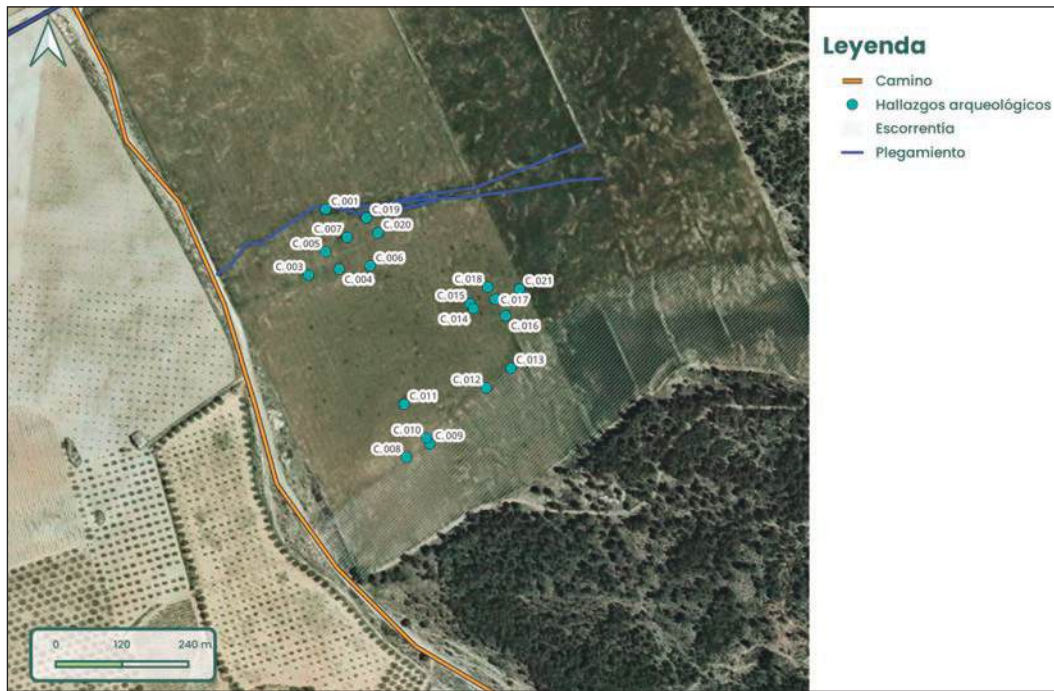 Leyenda
Camino
Hallazgos arqueológicos
Escorrentía
Plegamiento
C. 001
C. 019
C. 020
C. 007
C. 005
C. 006
C. 003
C. 004
C. 018
C. 021
C. 015
C. 017
C. 014
C. 016
C. 013
C. 012
C. 011
C. 010
C. 009
C. 008
0 120 240 m